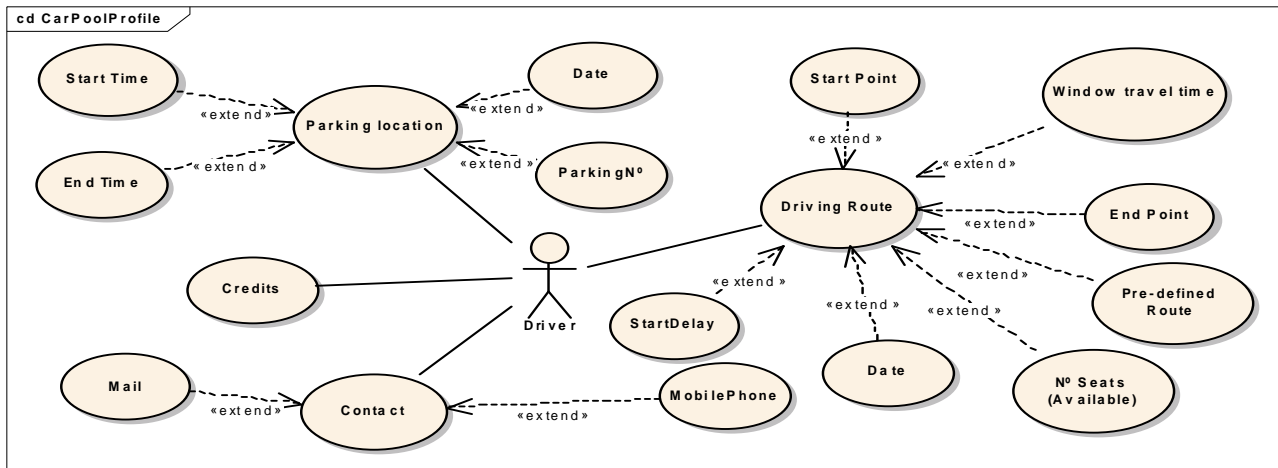 cd CarPoolProfile
Start Time
«extend»
End Time
«extend»
Parking location
Date
«extend»
ParkingNº
«extend»
Credits
Driver
Mail
«extend»
Contact
MobilePhone
«extend»
Start Point
«extend»
Window travel time
«extend»
Driving Route
End Point
«extend»
Pre-defined
Route
«extend»
StartDelay
«extend»
Date
«extend»
Nº Seats
(Available)
«extend»